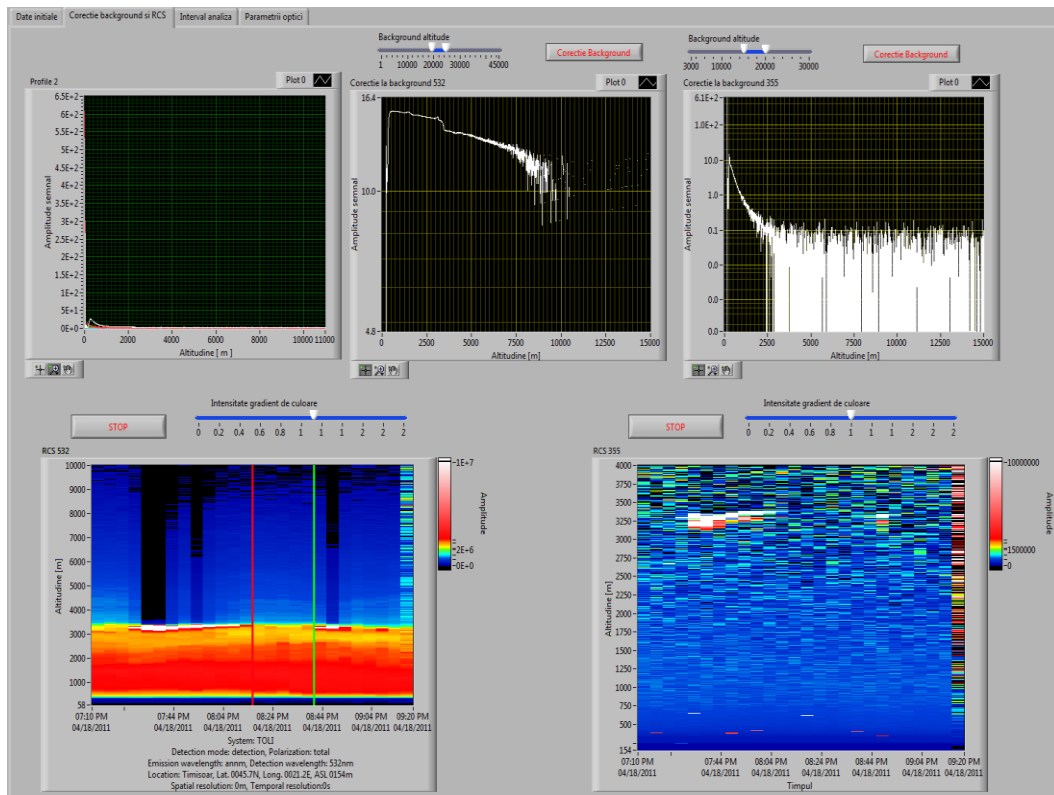 Date initiale Corectie background si RCS Interval analiza Parametrii optici
Background altitude
1 10000 20000 30000 45000
Corectie Background
Background altitude
3000 10000 20000 30000
Corectie Background
Profile 2 Plot 0
Amplitude semnal
6.5E+2
6E+2
5.5E+2
5E+2
4.5E+2
4E+2
3.5E+2
3E+2
2.5E+2
2E+2
1.5E+2
1E+2
5E+1
0E+0
0 2000 4000 6000 8000 10000 11000
Altitudine [ m ]
Corectie la background 532 Plot 0
Amplitude semnal
16.4
10.0
4.8
0 2500 5000 7500 10000 12500 15000
Altitudine [m]
Corectie la background 355 Plot 0
Amplitude semnal
6.1E+2
1.0E+2
10.0
1.0
0.1
0.0
0.0
0.0
0 2500 5000 7500 10000 12500 15000
Altitudine [m]
STOP
Intensitate gradient de culoare
0 0.2 0.4 0.6 0.8 1 1 1 2 2 2
STOP
Intensitate gradient de culoare
0 0.2 0.4 0.6 0.8 1 1 1 2 2 2
RCS 532
Altitudine [m]
10000
9000
8000
7000
6000
5000
4000
3000
2000
1000
58
07:10 PM 07:44 PM 08:04 PM 08:24 PM 08:44 PM 09:04 PM 09:20 PM
04/18/2011 04/18/2011 04/18/2011 04/18/2011 04/18/2011 04/18/2011 04/18/2011
System: TOLI
Detection mode: detection, Polarization: total
Emission wavelength: annm, Detection wavelength: 532nm
Location: Timisoar, Lat. 0045.7N, Long. 0021.2E, ASL 0154m
Spatial resolution: 0m, Temporal resolution:0s
1E+7
2E+6
0E+0
Amplitude
RCS 355
Altitudine [m]
4000
3750
3500
3250
3000
2750
2500
2250
2000
1750
1500
1250
1000
750
500
154
07:10 PM 07:44 PM 08:04 PM 08:24 PM 08:44 PM 09:04 PM 09:20 PM
04/18/2011 04/18/2011 04/18/2011 04/18/2011 04/18/2011 04/18/2011 04/18/2011
Timpul
10000000
1500000
0
Amplitude